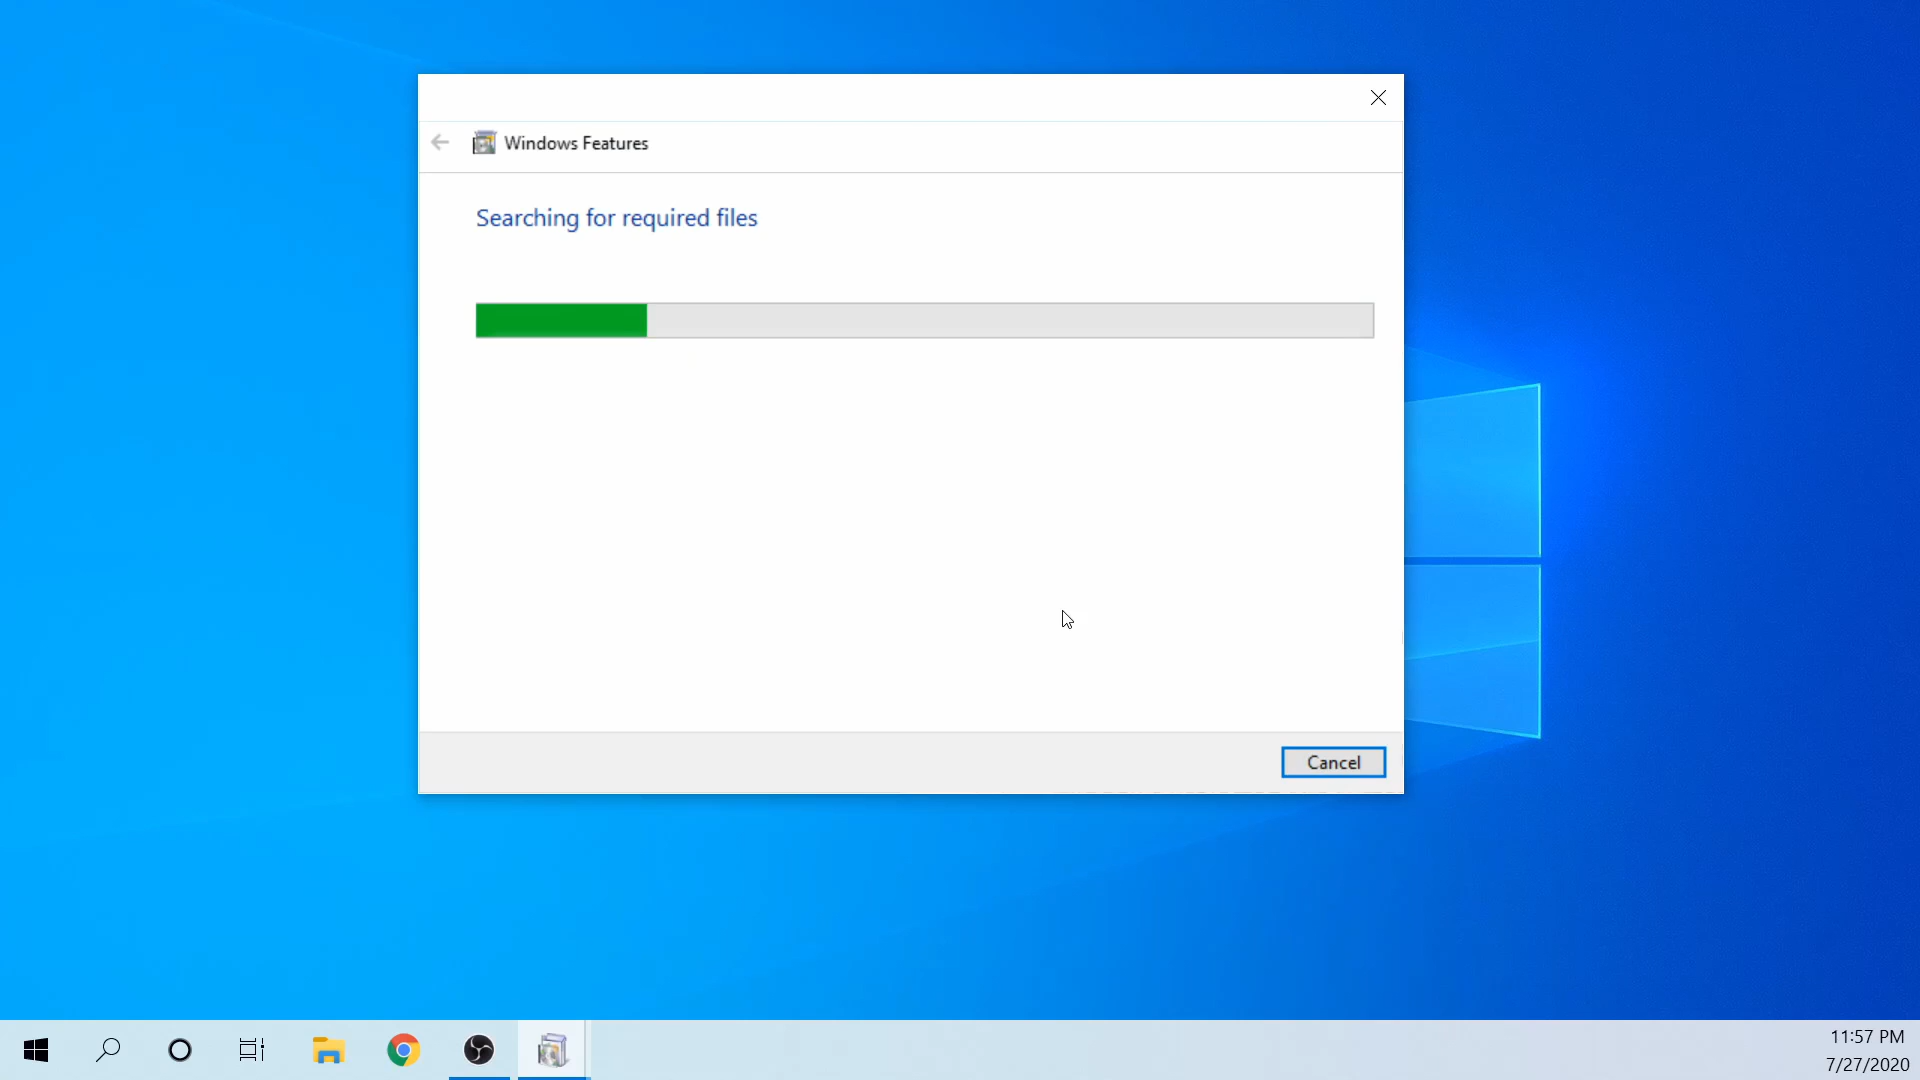 Windows Features
Searching for required files
Cancel
11:57 PM
7/27/2020